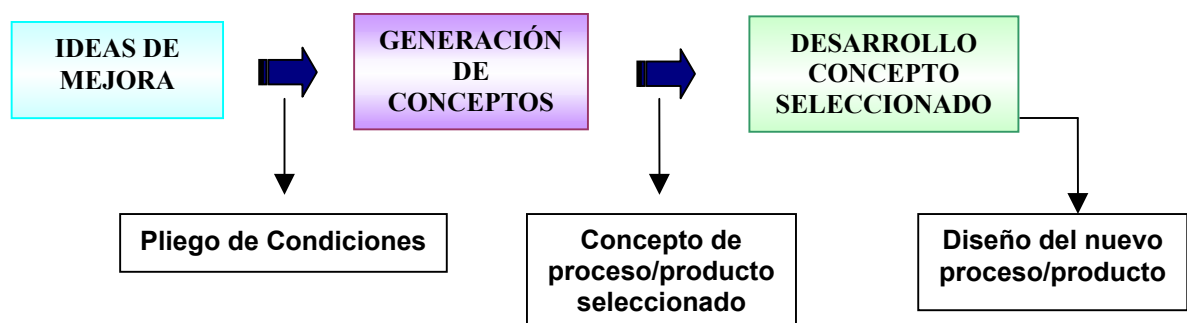 IDEAS DE
MEJORA
GENERACIÓN
DE
CONCEPTOS
DESARROLLO
CONCEPTO
SELECCIONADO
Pliego de Condiciones
Concepto de
proceso/producto
seleccionado
Diseño del nuevo
proceso/producto